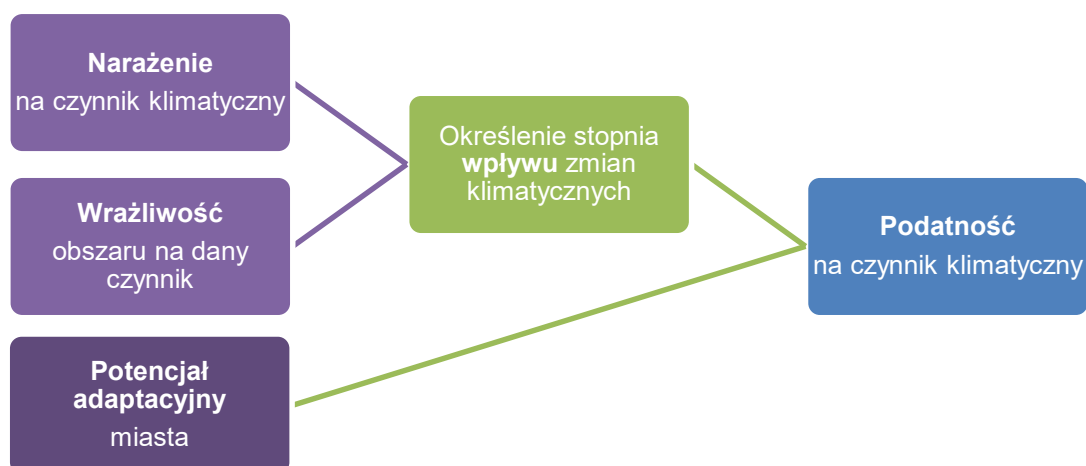 Narażenie
na czynnik klimatyczny
Wrażliwość
obszaru na dany
czynnik
Potencjał
adaptacyjny
miasta
Określenie stopnia
wpływu zmian
klimatycznych
Podatność
na czynnik klimatyczny